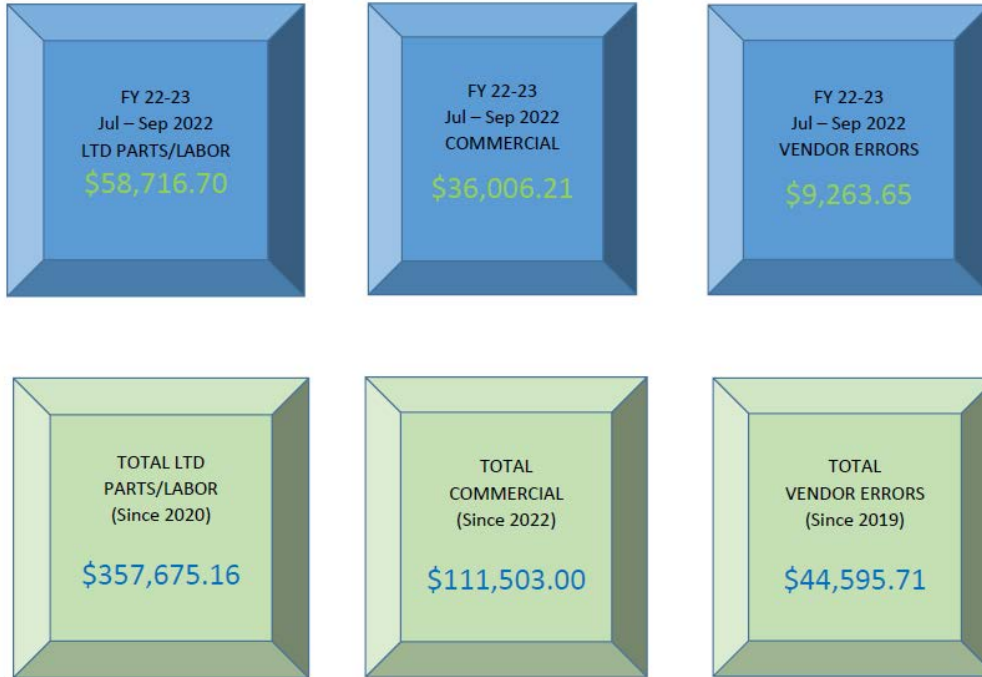 FY 22-23
Jul – Sep 2022
LTD PARTS/LABOR
$58,716.70
FY 22-23
Jul – Sep 2022
COMMERCIAL
$36,006.21
FY 22-23
Jul – Sep 2022
VENDOR ERRORS
$9,263.65
TOTAL LTD
PARTS/LABOR
(Since 2020)
$357,675.16
TOTAL
COMMERCIAL
(Since 2022)
$111,503.00
TOTAL
VENDOR ERRORS
(Since 2019)
$44,595.71